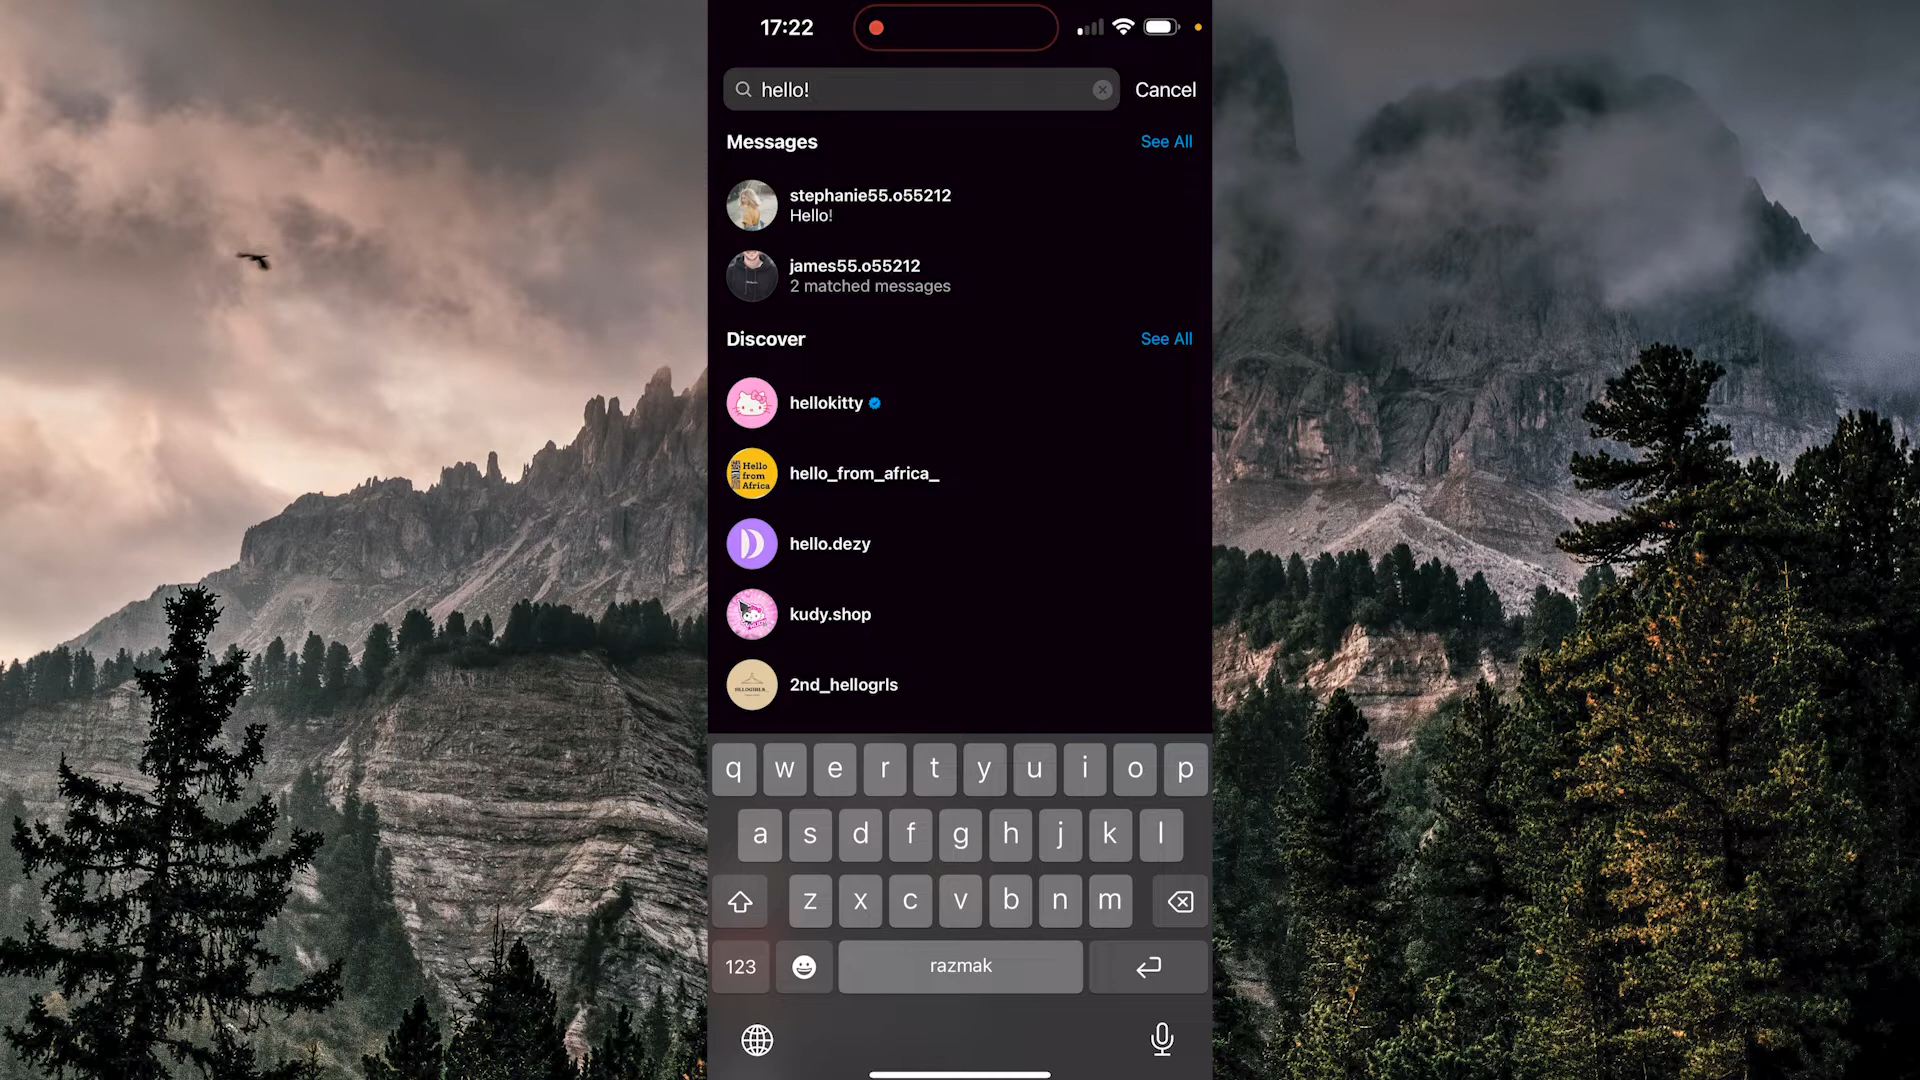 17:22
hello!
Cancel
Messages
See All
stephanie55.o55212
Hello!
james55.o55212
2 matched messages
Discover
See All
hellokitty
Hello
from
Africa
hello_from_africa_
hello.dezy
kudy.shop
2nd_hellogrls
q w e r t y u i o p
a s d f g h j k l
z x c v b n m
123
razmak